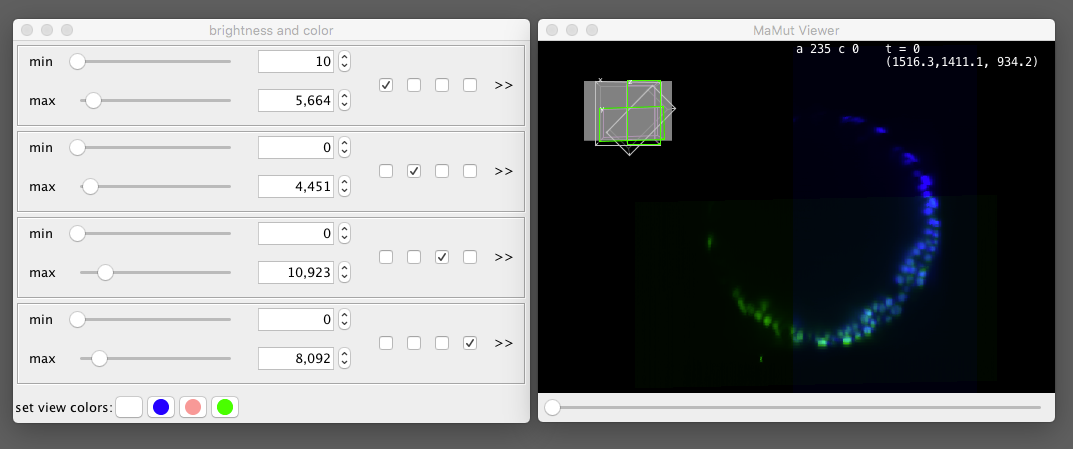 brightness and color
min 10
max 5,664
>>
min 0
max 4,451
>>
min 0
max 10,923
>>
min 0
max 8,092
>>
set view colors:
MaMut Viewer
a 235 c 0 t = 0
(1516.3,1411.1, 934.2)
x
z
y